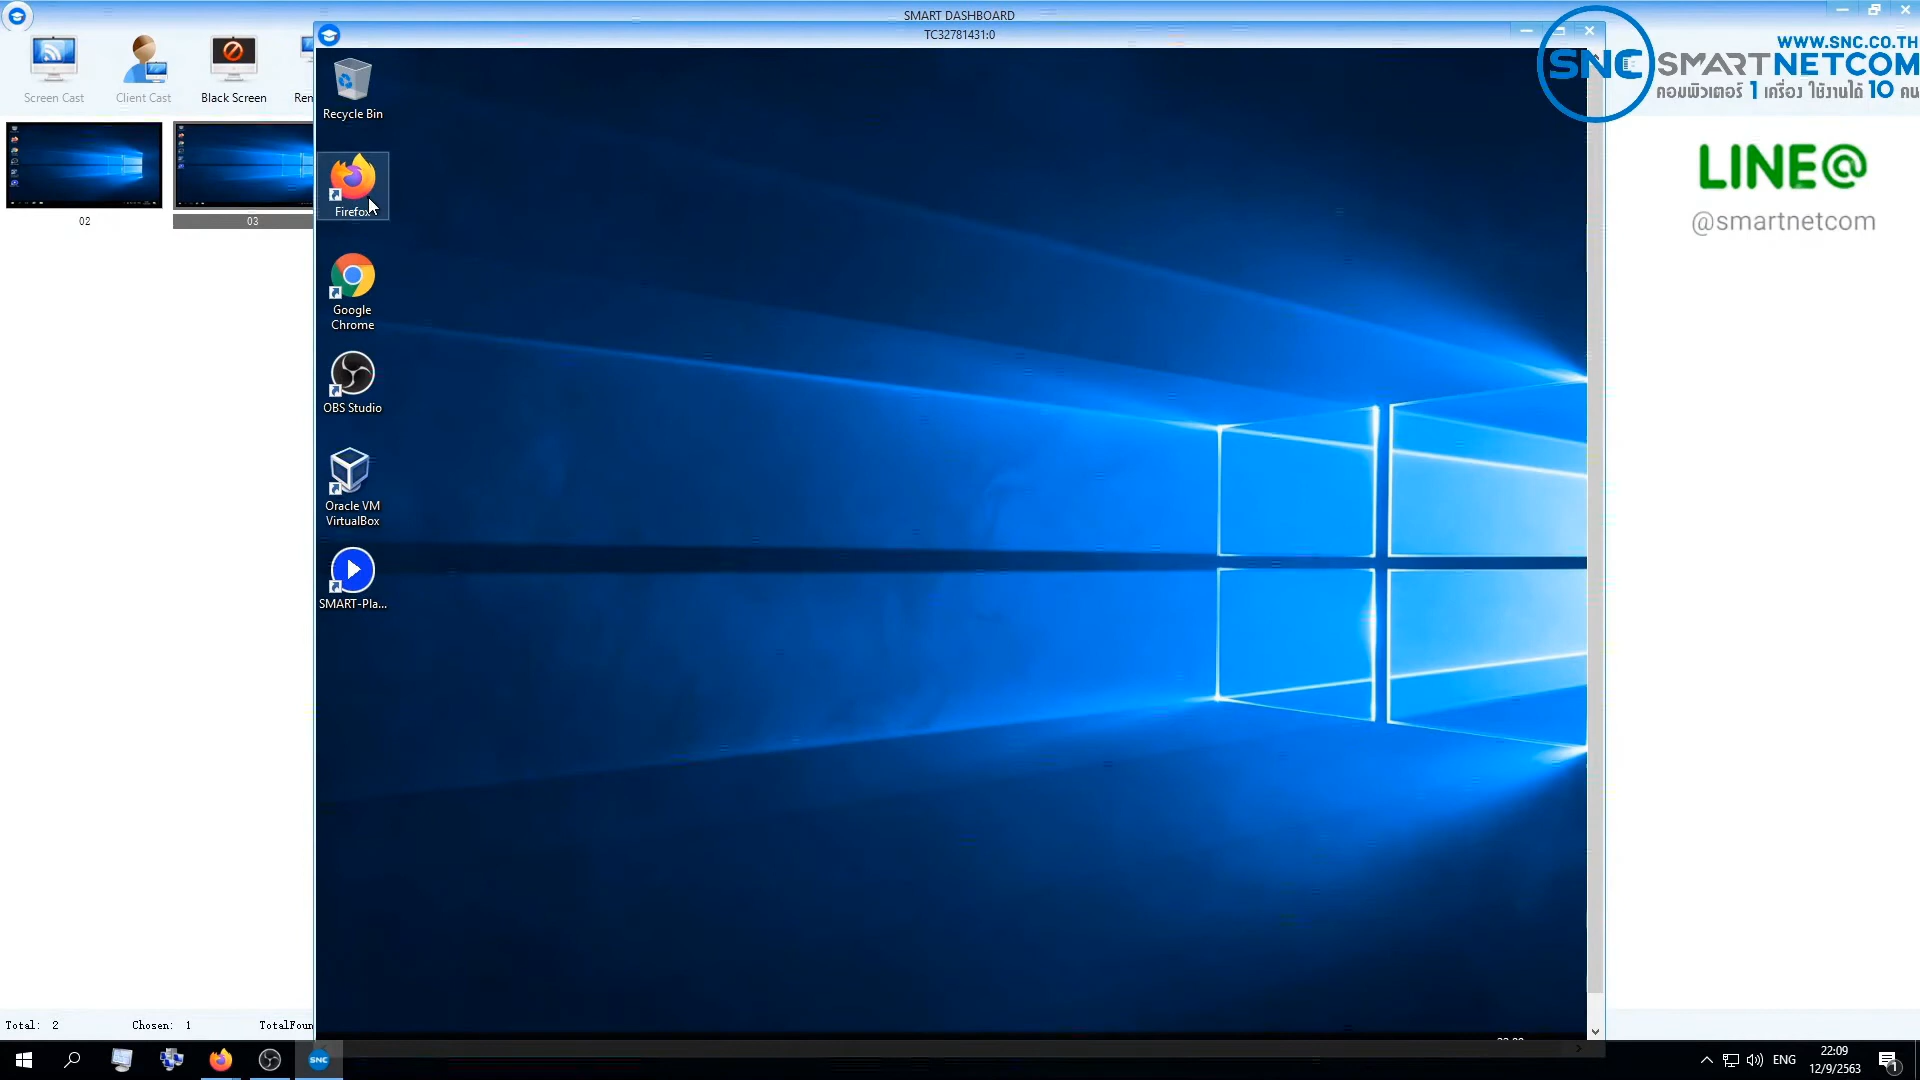 SMART DASHBOARD
TC32781431:0
Screen Cast
Client Cast
Black Screen
02
03
Recycle Bin
Firefox
Google
Chrome
OBS Studio
Oracle VM
VirtualBox
SMART-Pla...
SNC
WWW.SNC.CO.TH
SMARTNETCOM
คอมพิวเตอร์ 1 เครื่อง ใช้งานได้ 10 คน
LINE@
@smartnetcom
Total: 2
Chosen: 1
SNC
ENG
22:09
12/9/2563
1